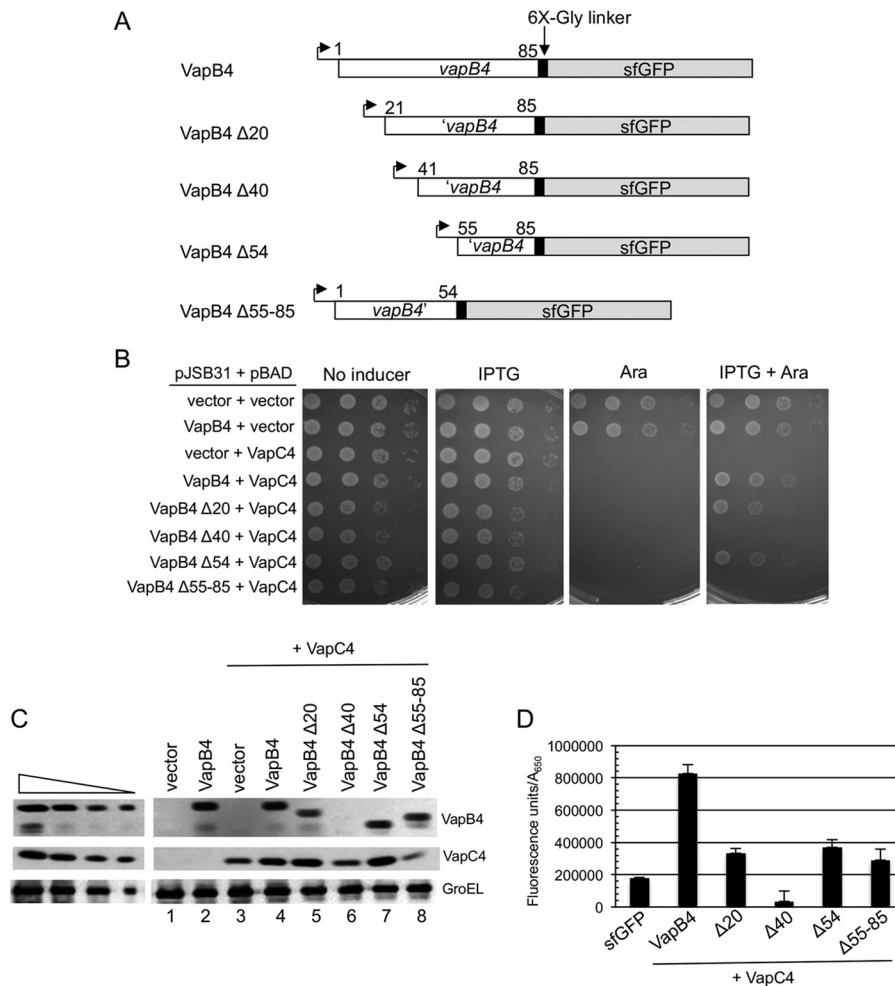 A
6X-Gly linker
VapB4
1
85
vapB4
sfGFP
VapB4 Δ20
21
85
'vapB4
sfGFP
VapB4 Δ40
41
85
'vapB4
sfGFP
VapB4 Δ54
55
85
'vapB4
sfGFP
VapB4 Δ55-85
1
54
vapB4'
sfGFP
B
pJSB31 + pBAD
No inducer
IPTG
Ara
IPTG + Ara
vector + vector
VapB4 + vector
vector + VapC4
VapB4 + VapC4
VapB4 Δ20 + VapC4
VapB4 Δ40 + VapC4
VapB4 Δ54 + VapC4
VapB4 Δ55-85 + VapC4
C
+ VapC4
vector
VapB4
vector
VapB4
VapB4 Δ20
VapB4 Δ40
VapB4 Δ54
VapB4 Δ55-85
VapB4
VapC4
GroEL
1 2 3 4 5 6 7 8
D
Fluorescence units/A650
1000000
800000
600000
400000
200000
0
sfGFP
VapB4
Δ20
Δ40
Δ54
Δ55-85
+ VapC4